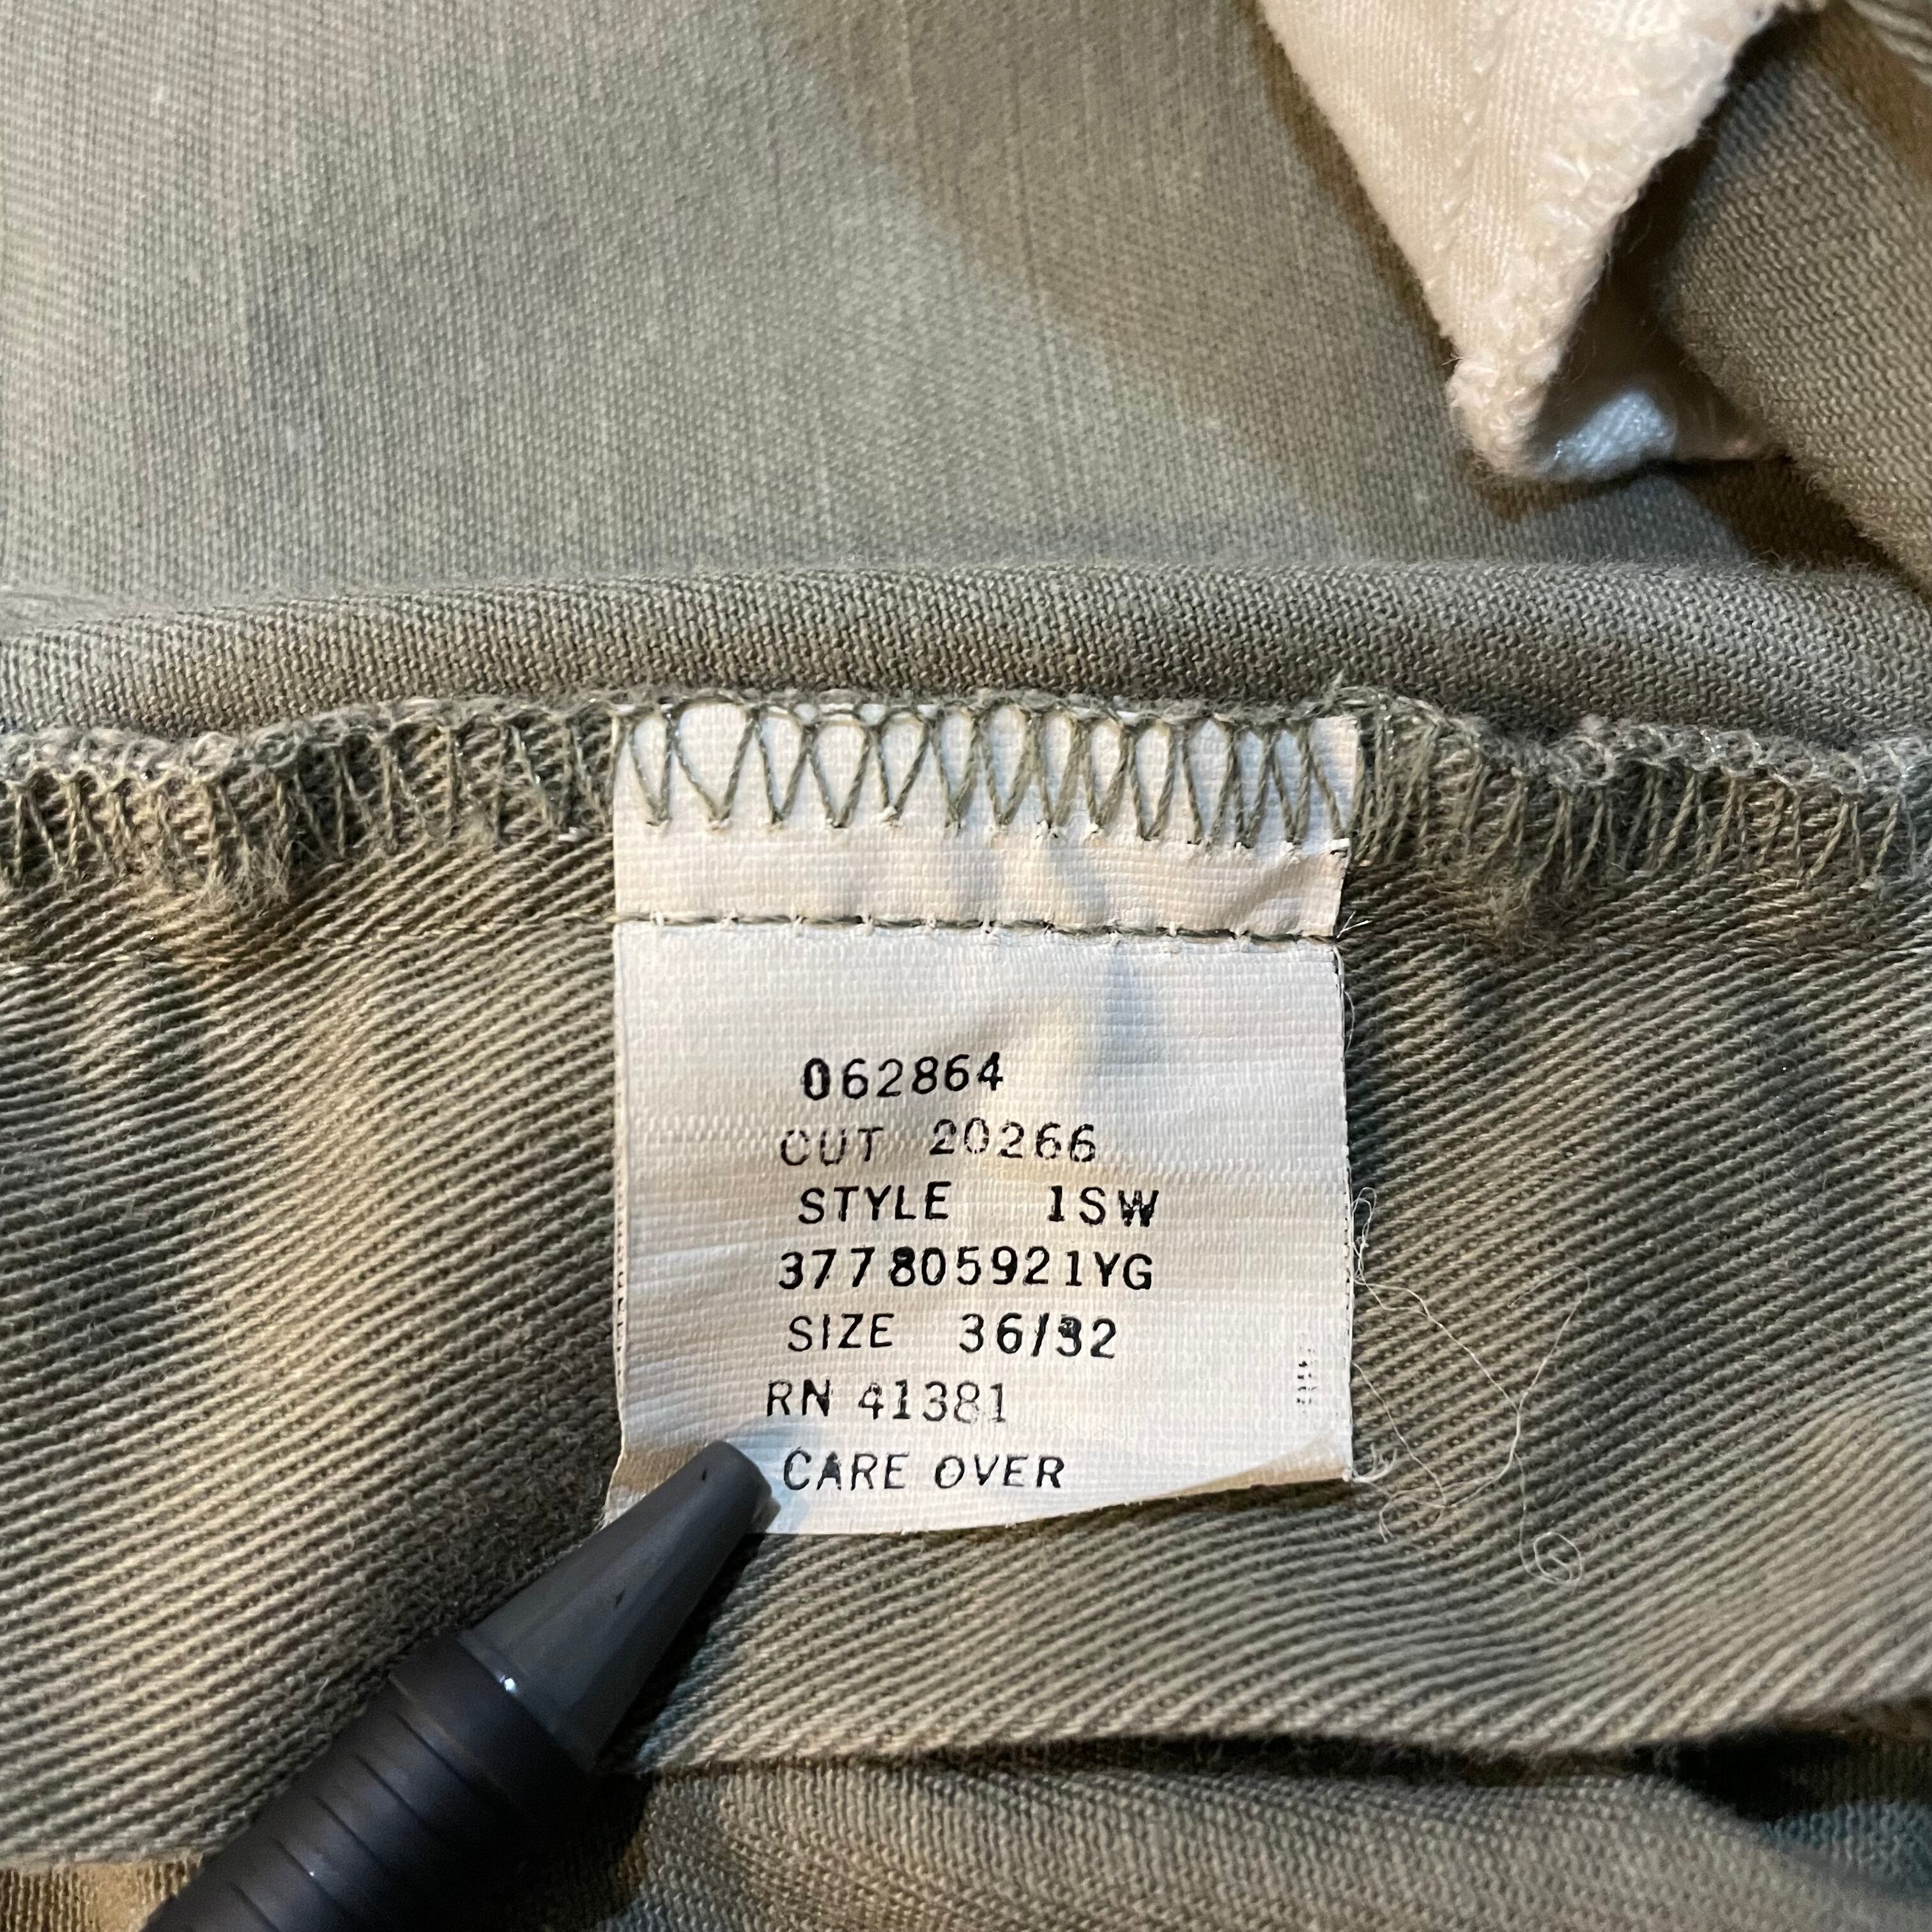 062864
CUT 20266
STYLE 1SW
377805921YG
SIZE 36/32
RN 41381
CARE OVER